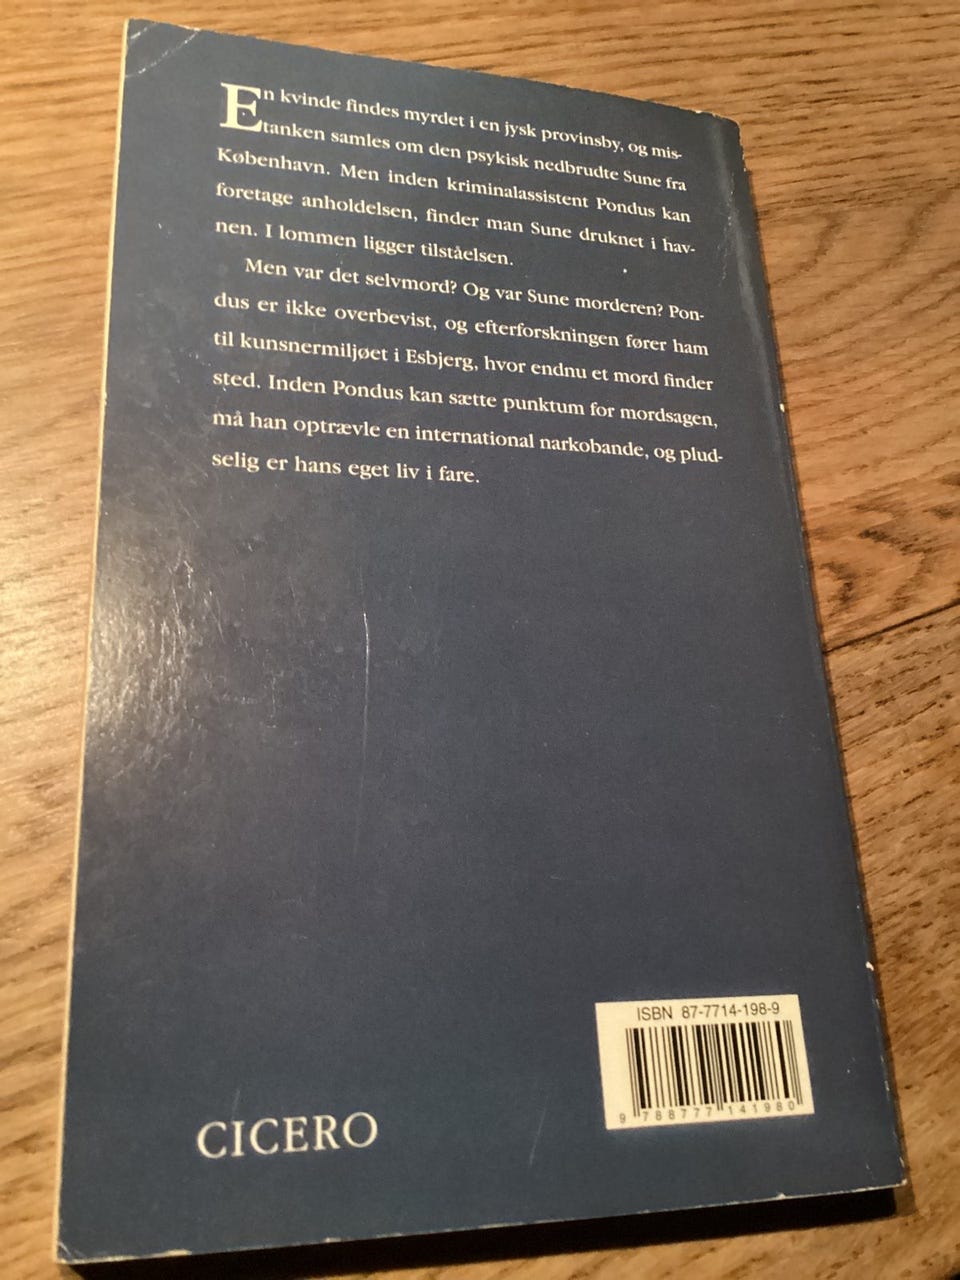 En kvinde findes myrdet i en jysk provinsby, og mis-
tanken samles om den psykisk nedbrudte Sune fra
København. Men inden kriminalassistent Pondus kan
foretage anholdelsen, finder man Sune druknet i hav-
nen. I lommen ligger tilståelsen.
Men var det selvmord? Og var Sune morderen? Pon-
dus er ikke overbevist, og efterforskningen fører ham
til kunsnermiljøet i Esbjerg, hvor endnu et mord finder
sted. Inden Pondus kan sætte punktum for mordsagen,
må han optrævle en international narkobande, og plud-
selig er hans eget liv i fare.
ISBN 87-7714-198-9
9 788777 141980
CICERO